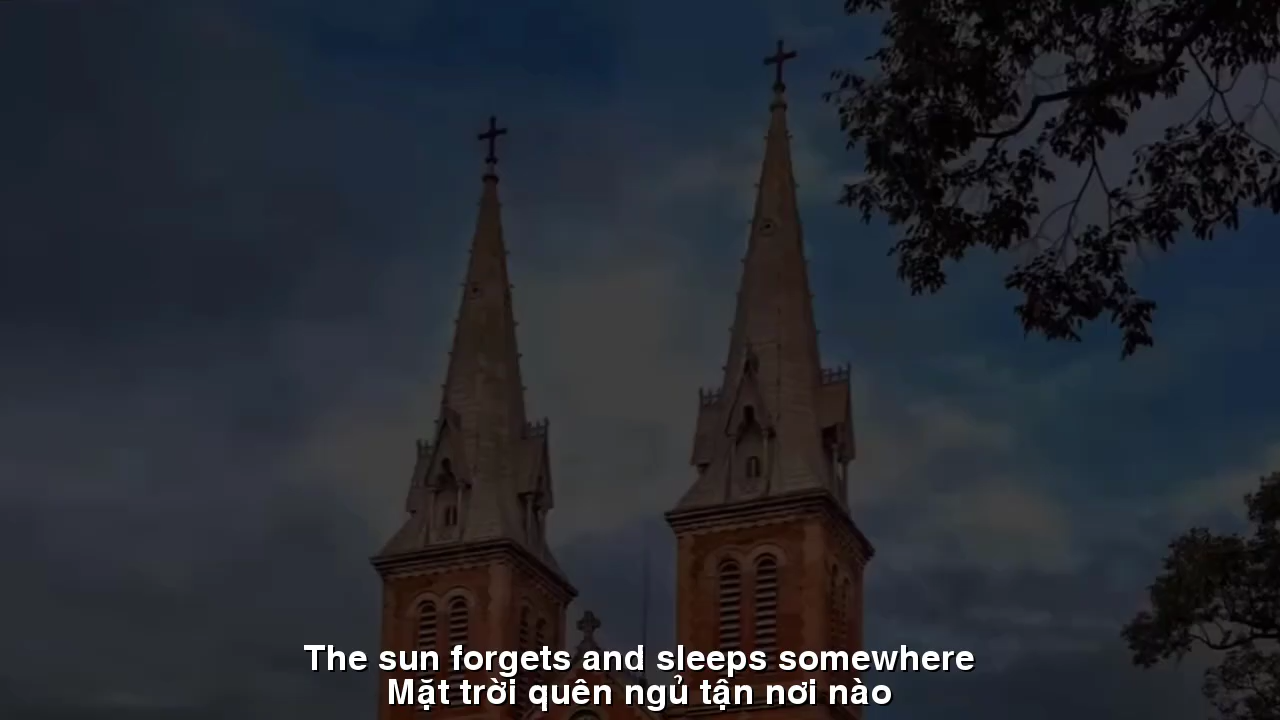 The sun forgets and sleeps somewhere
Mặt trời quên ngủ tận nơi nào